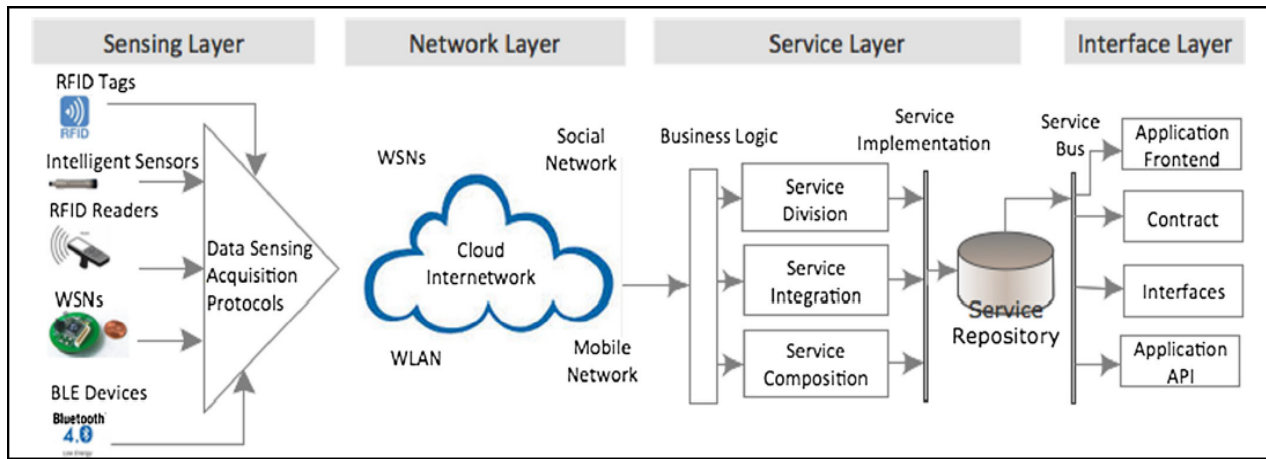 Sensing Layer
Network Layer
Service Layer
Interface Layer
RFID Tags
RFID
Intelligent Sensors
RFID Readers
WSNs
BLE Devices
Bluetooth
4.0
Low Energy
Data Sensing
Acquisition
Protocols
WSNs
Social
Network
Cloud
Internetwork
WLAN
Mobile
Network
Business Logic
Service
Division
Service
Integration
Service
Composition
Service
Implementation
Service
Repository
Service
Bus
Application
Frontend
Contract
Interfaces
Application
API